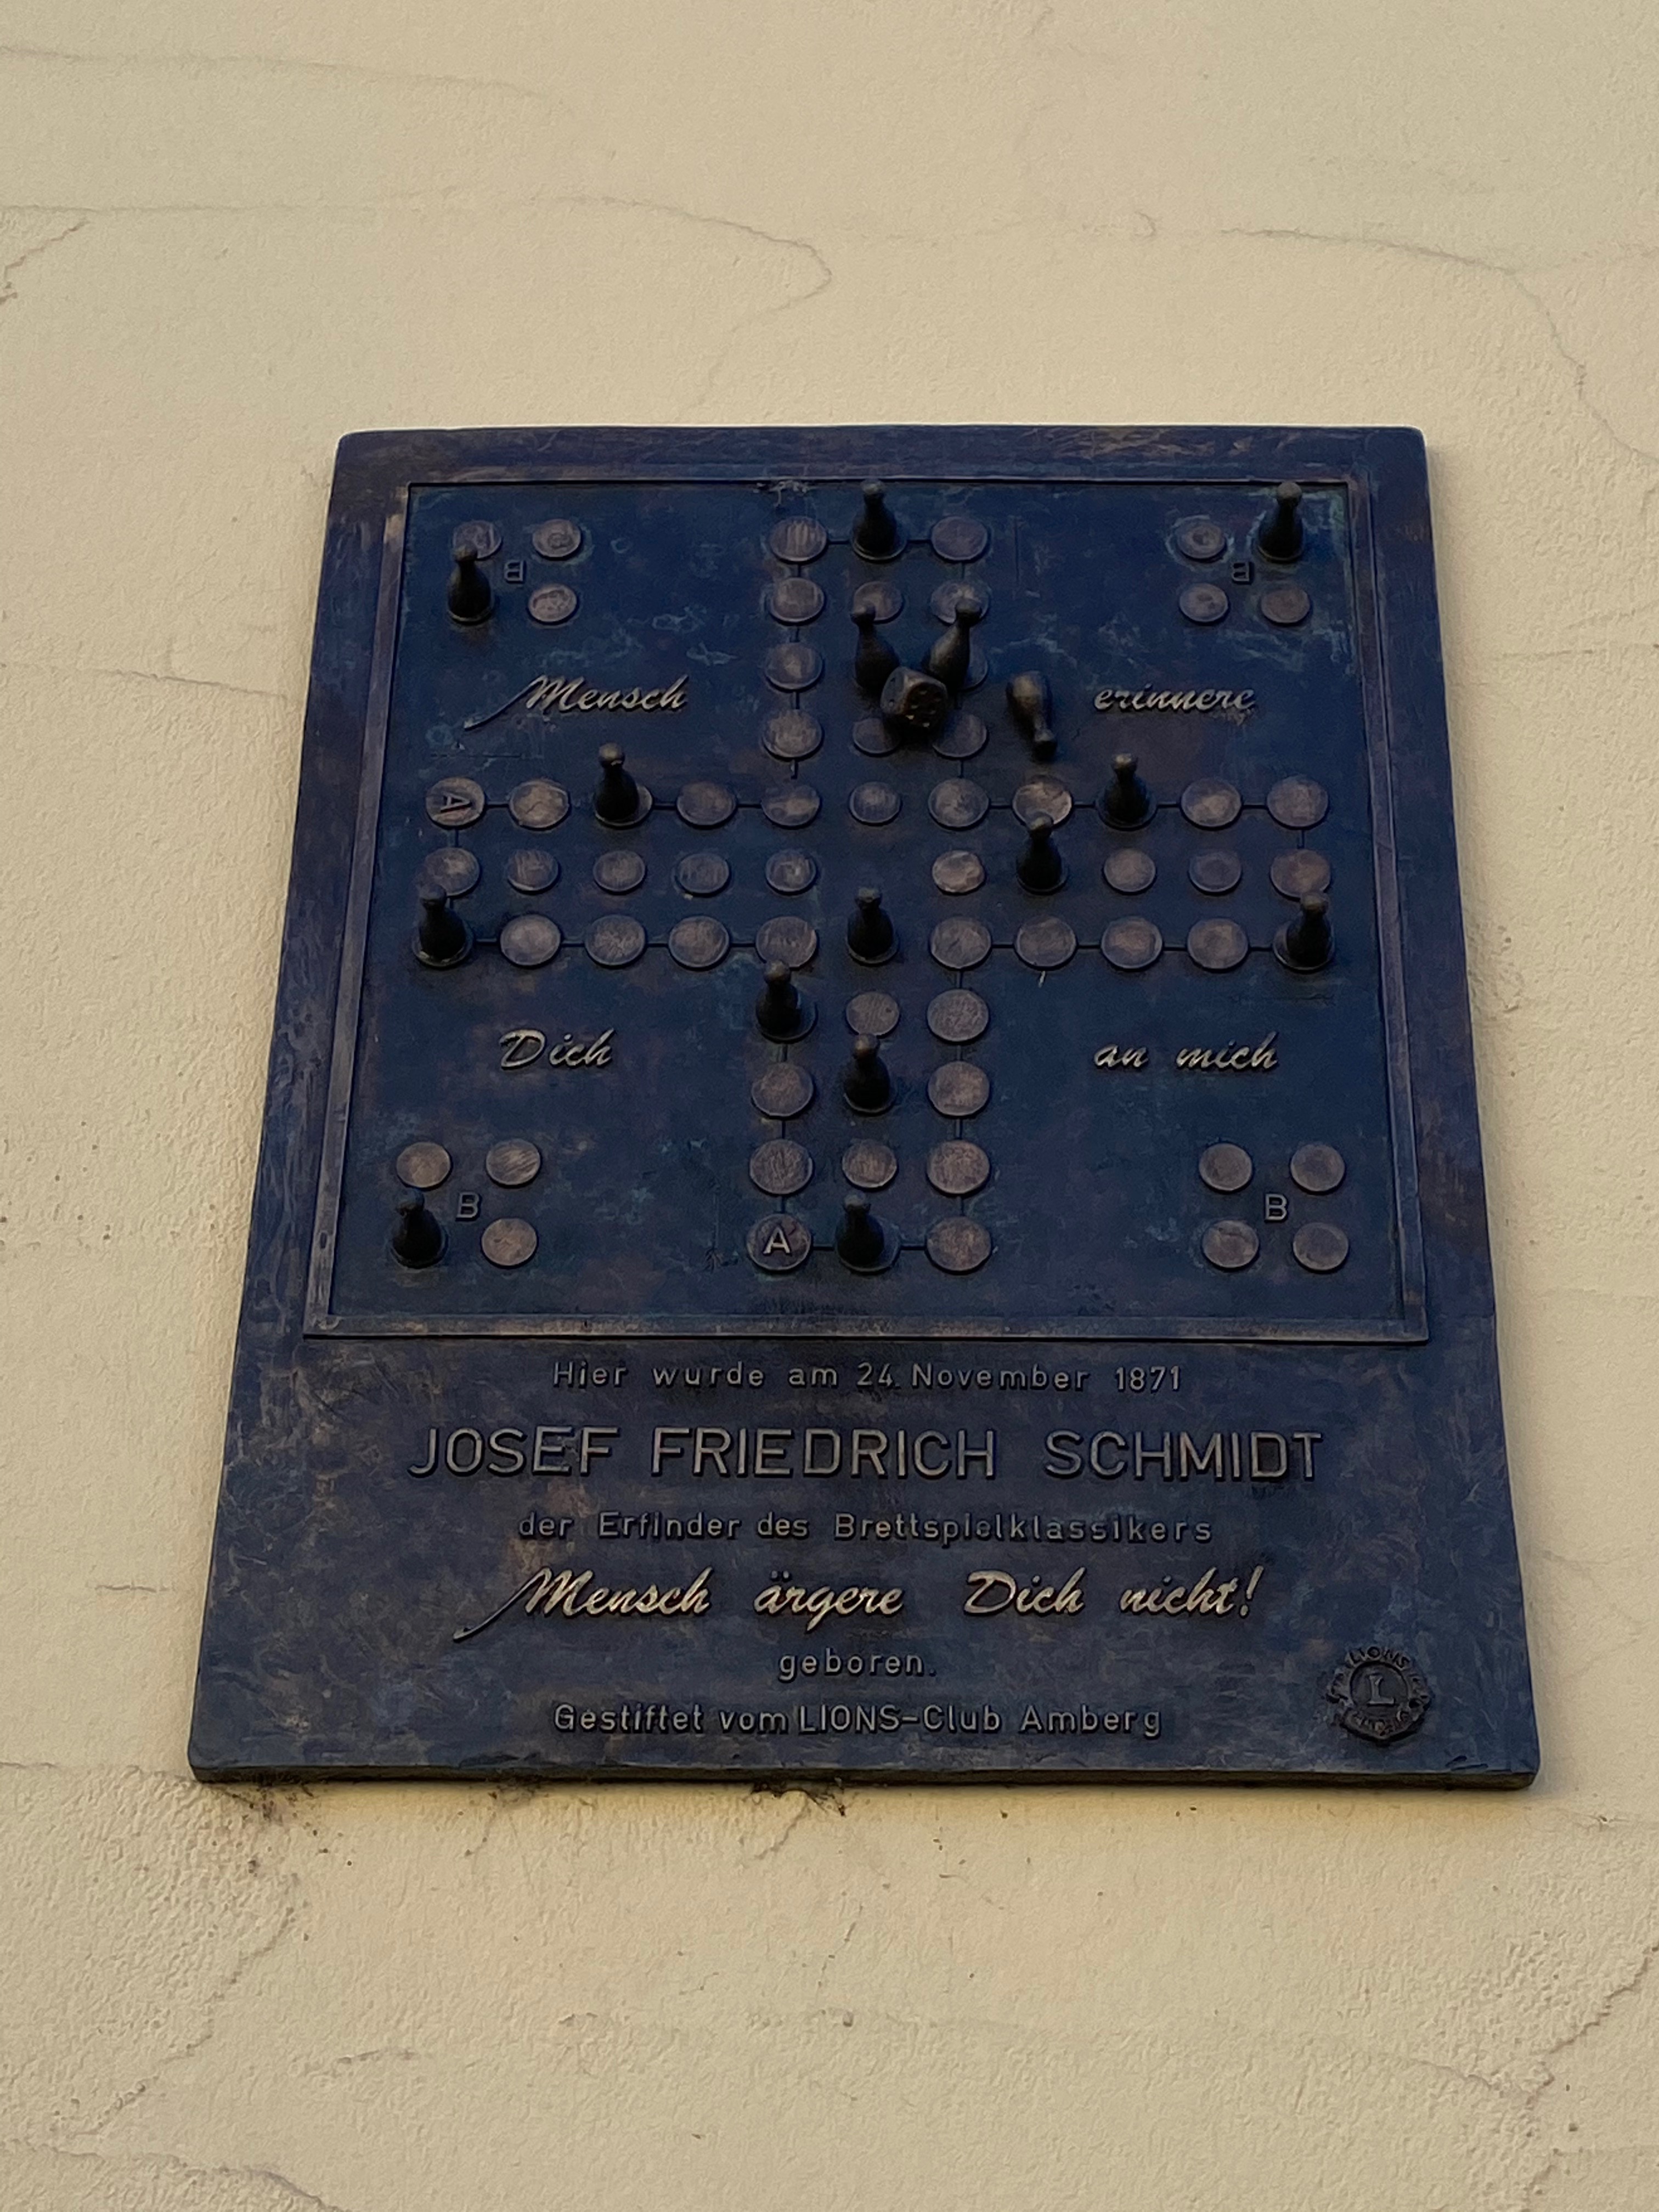 B
B
Mensch erinnere
A
Dich an mich
B
B
A
Hier wurde am 24. November 1871
JOSEF FRIEDRICH SCHMIDT
der Erfinder des Brettspielklassikers
Mensch ärgere Dich nicht!
geboren.
Gestiftet vom LIONS-Club Amberg
LIONS
L